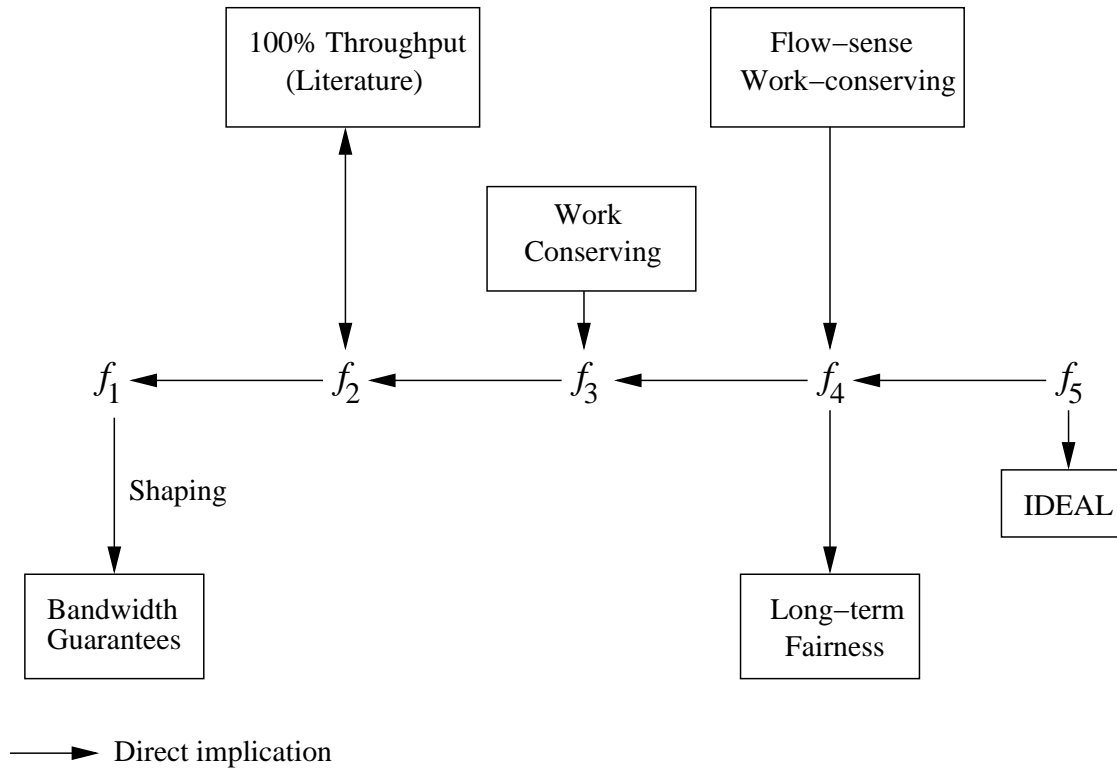 100% Throughput
(Literature)
Flow−sense
Work−conserving
Work
Conserving
f1
f2
f3
f4
f5
Shaping
IDEAL
Bandwidth
Guarantees
Long−term
Fairness
Direct implication